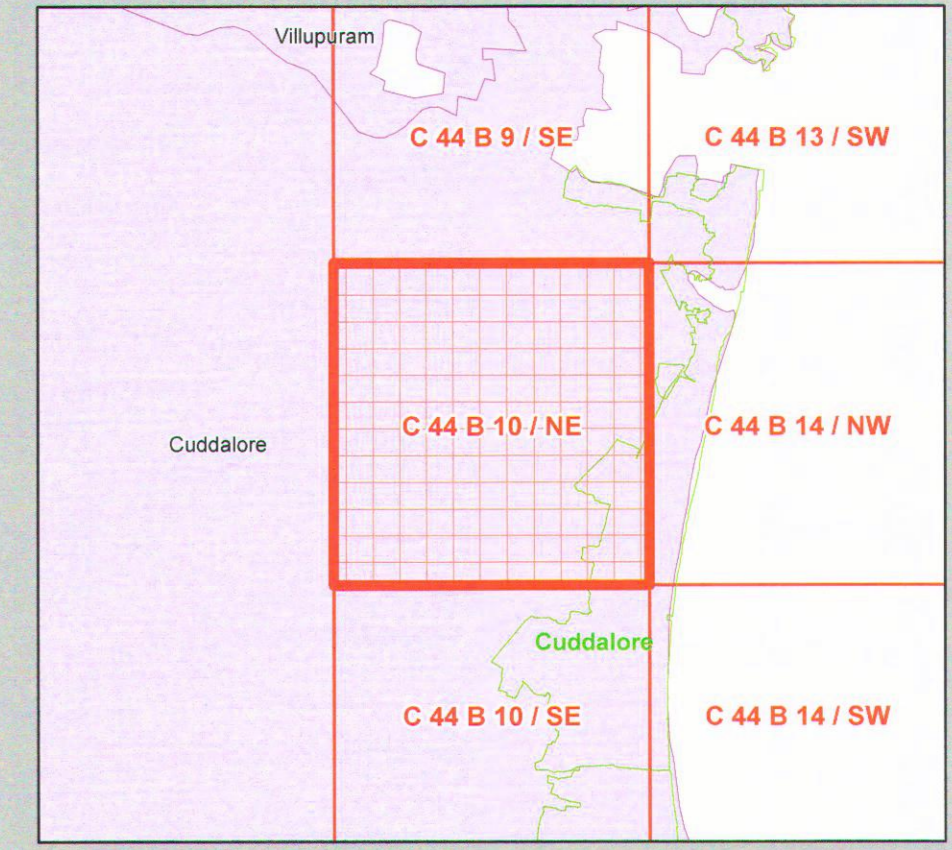 Villupuram
C 44 B 9 / SE
C 44 B 13 / SW
C 44 B 10 / NE
C 44 B 14 / NW
Cuddalore
Cuddalore
C 44 B 10 / SE
C 44 B 14 / SW